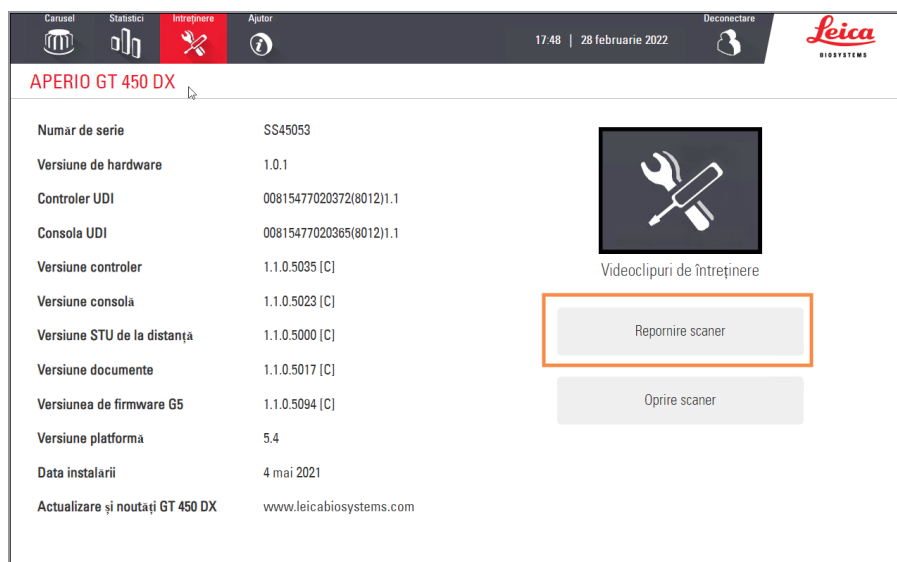 Carusel Statistici Intreținere Ajutor Deconectare
17:48 | 28 februarie 2022
Leica
BIOSYSTEMS
APERIO GT 450 DX
Număr de serie SS45053
Versiune de hardware 1.0.1
Controler UDI 00815477020372(8012)1.1
Consola UDI 00815477020365(8012)1.1
Versiune controler 1.1.0.5035 [C]
Versiune consolă 1.1.0.5023 [C]
Versiune STU de la distanță 1.1.0.5000 [C]
Versiune documente 1.1.0.5017 [C]
Versiunea de firmware G5 1.1.0.5094 [C]
Versiune platformă 5.4
Data instalării 4 mai 2021
Actualizare și noutăți GT 450 DX www.leicabiosystems.com
Videoclipuri de întreținere
Repornire scaner
Oprire scaner